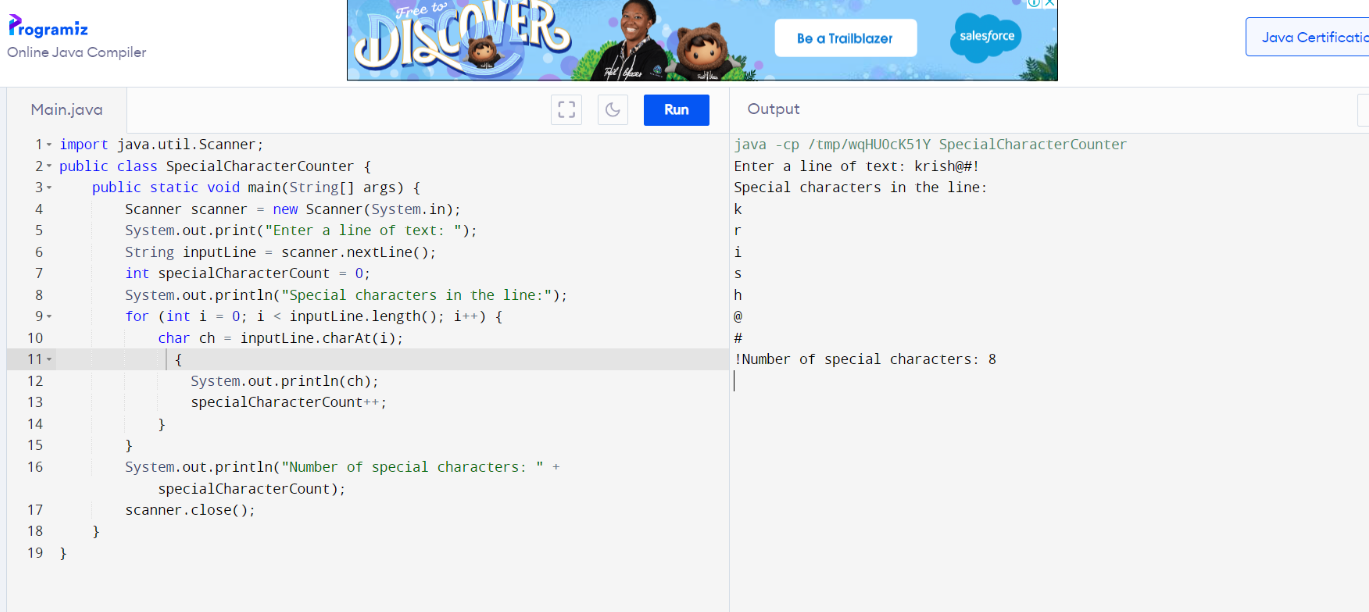 Programiz
Online Java Compiler
Free to
DISCOVER
Be a Trailblazer
salesforce
Java Certificatio
Main.java
Run
Output
1 import java.util.Scanner;
2 public class SpecialCharacterCounter {
3 public static void main(String[] args) {
4 Scanner scanner = new Scanner(System.in);
5 System.out.print("Enter a line of text: ");
6 String inputLine = scanner.nextLine();
7 int specialCharacterCount = 0;
8 System.out.println("Special characters in the line:");
9 for (int i = 0; i < inputLine.length(); i++) {
10 char ch = inputLine.charAt(i);
11 {
12 System.out.println(ch);
13 specialCharacterCount++;
14 }
15 }
16 System.out.println("Number of special characters: " +
specialCharacterCount);
17 scanner.close();
18 }
19 }
java -cp /tmp/wqHUOcK51Y SpecialCharacterCounter
Enter a line of text: krish@#!
Special characters in the line:
k
r
i
s
h
@
#
!Number of special characters: 8